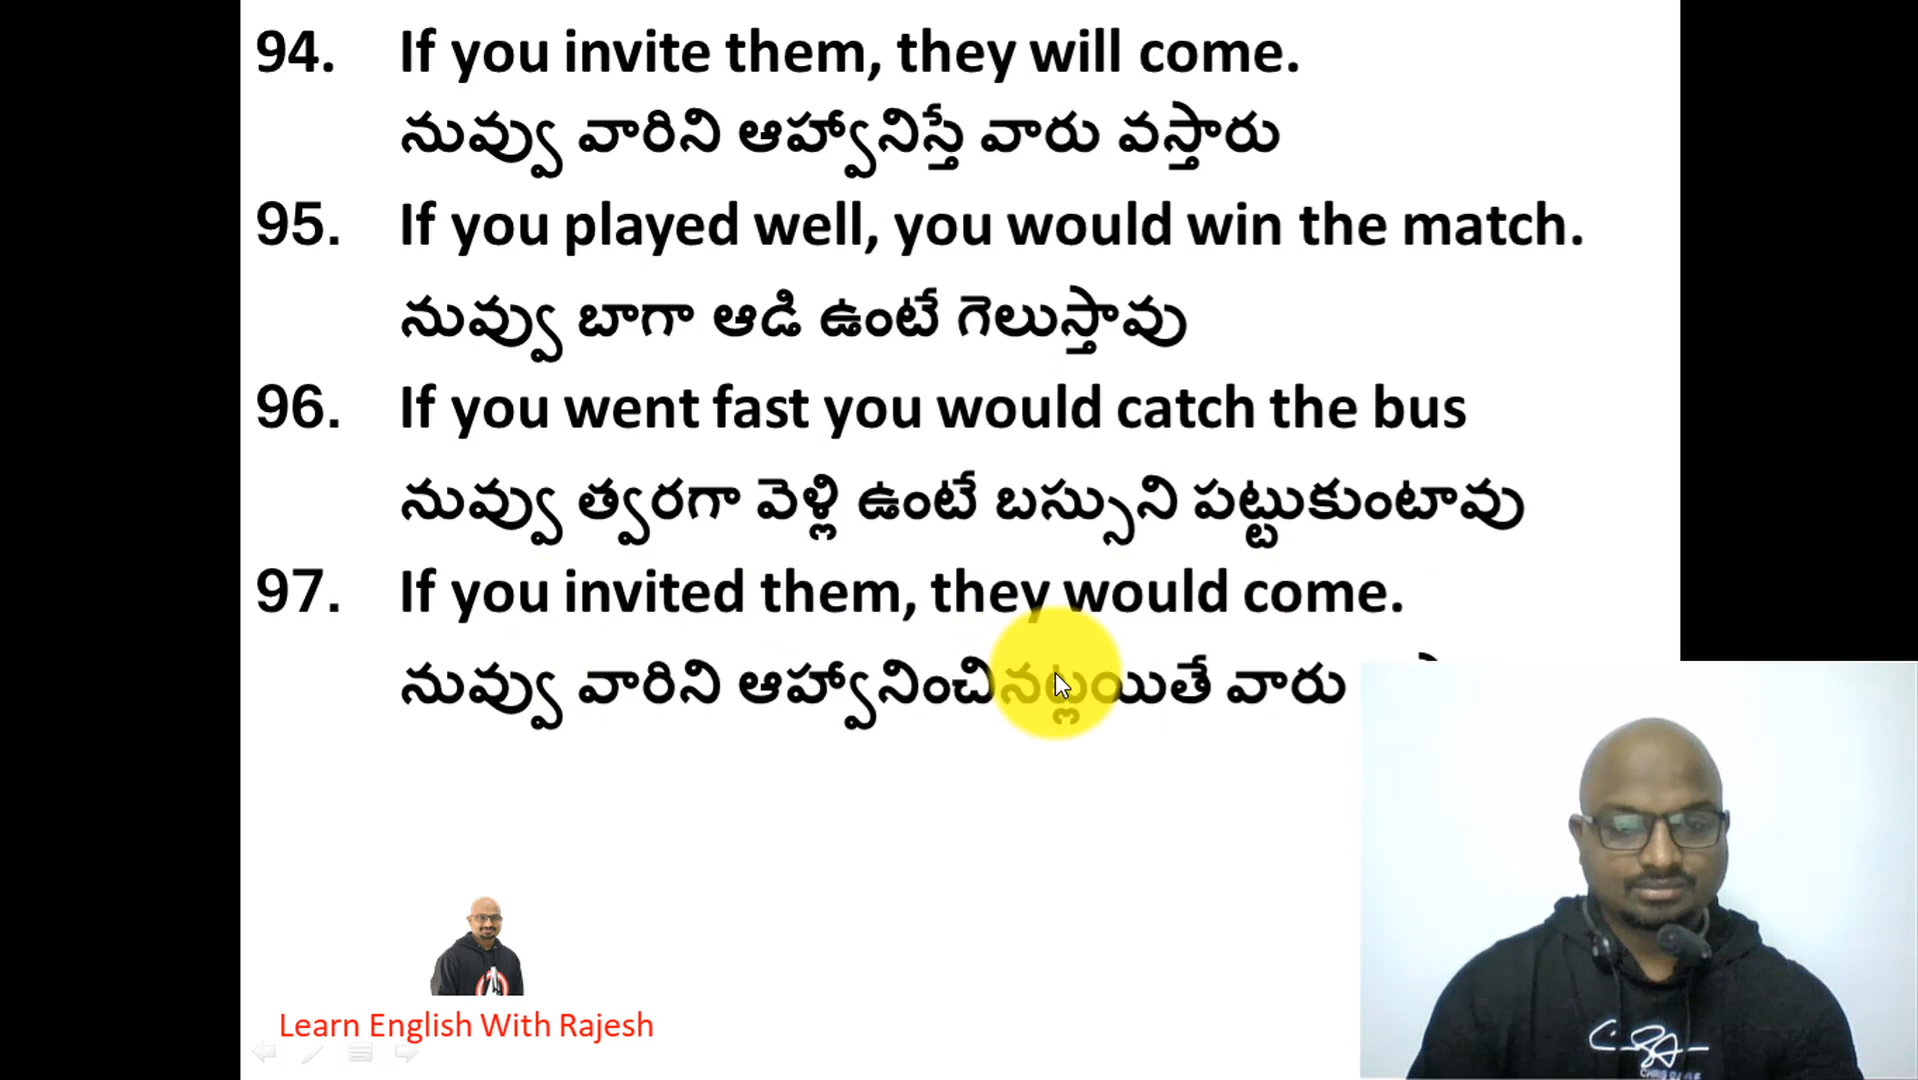 94. If you invite them, they will come.
నువ్వు వారిని ఆహ్వానిస్తే వారు వస్తారు
95. If you played well, you would win the match.
నువ్వు బాగా ఆడి ఉంటే గెలుస్తావు
96. If you went fast you would catch the bus
నువ్వు త్వరగా వెళ్లి ఉంటే బస్సుని పట్టుకుంటావు
97. If you invited them, they would come.
నువ్వు వారిని ఆహ్వానించినట్లయితే వారు
Learn English With Rajesh